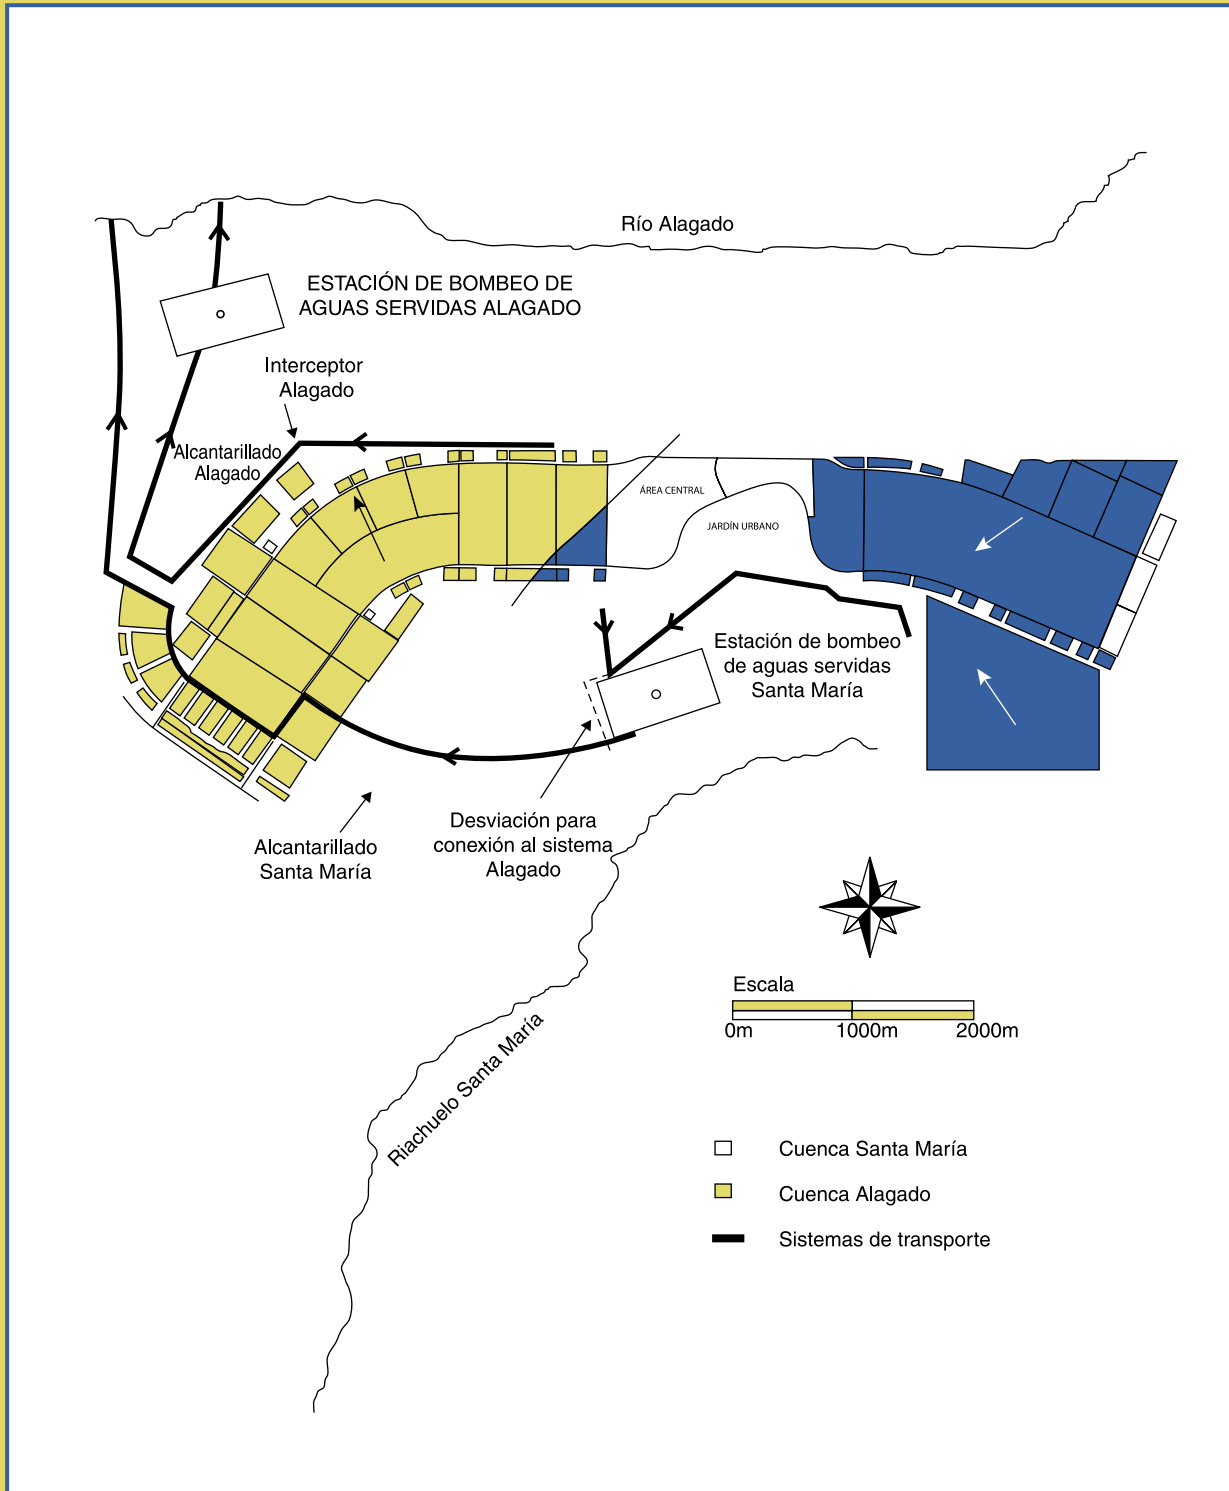 Río Alagado
ESTACIÓN DE BOMBEO DE
AGUAS SERVIDAS ALAGADO
Interceptor
Alagado
Alcantarillado
Alagado
ÁREA CENTRAL
JARDÍN URBANO
Estación de bombeo
de aguas servidas
Santa María
Desviación para
conexión al sistema
Alagado
Alcantarillado
Santa María
Riachuelo Santa María
Escala
0m 1000m 2000m
Cuenca Santa María
Cuenca Alagado
Sistemas de transporte